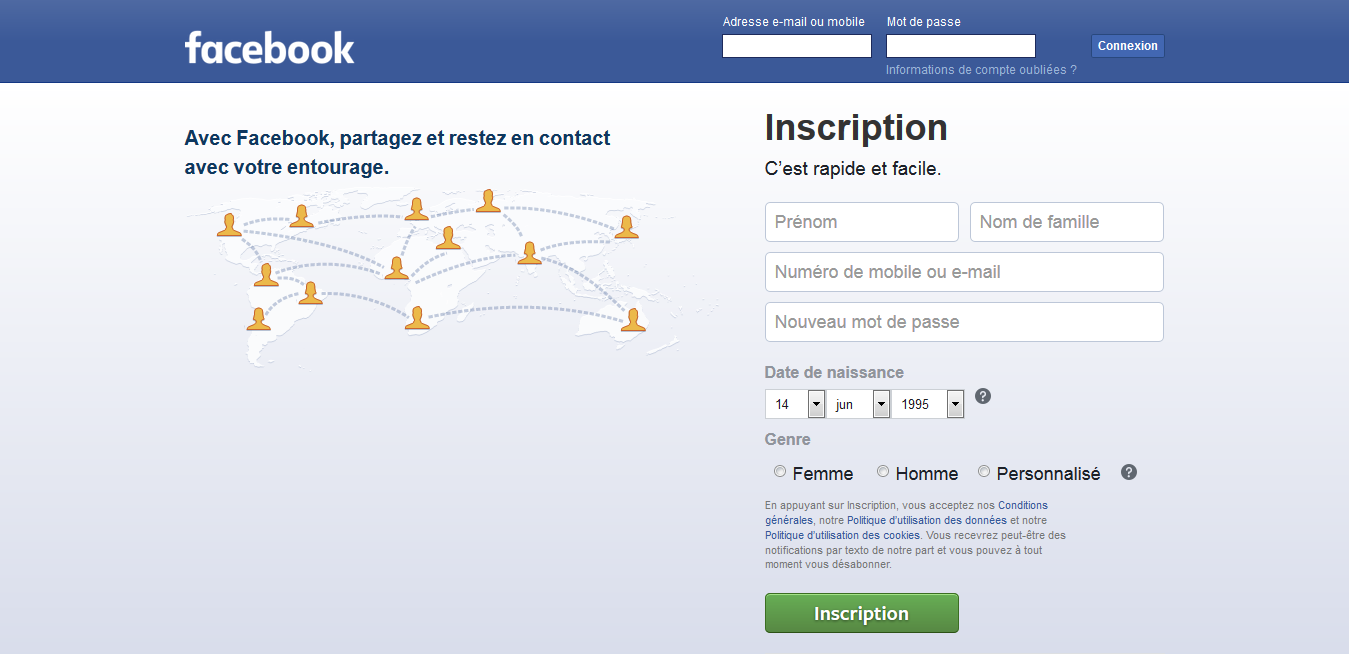 facebook
Adresse e-mail ou mobile
Mot de passe
Connexion
Informations de compte oubliées ?
Avec Facebook, partagez et restez en contact
avec votre entourage.
Inscription
C’est rapide et facile.
Prénom
Nom de famille
Numéro de mobile ou e-mail
Nouveau mot de passe
Date de naissance
14 jun 1995 ?
Genre
Femme Homme Personnalisé ?
En appuyant sur Inscription, vous acceptez nos Conditions
générales, notre Politique d’utilisation des données et notre
Politique d’utilisation des cookies. Vous recevrez peut-être des
notifications par texto de notre part et vous pouvez à tout
moment vous désabonner.
Inscription